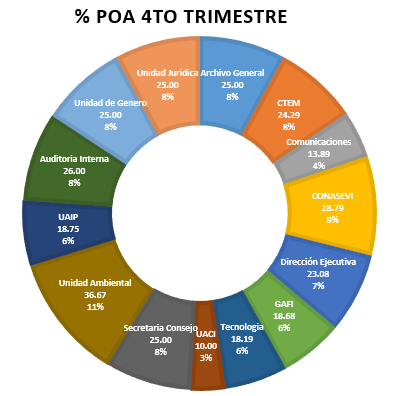 % POA 4TO TRIMESTRE
Archivo General
25.00
8%
CTEM
24.29
8%
Comunicaciones
13.89
4%
CONASEVI
28.79
9%
Dirección Ejecutiva
23.08
7%
GAFI
18.68
6%
Tecnologia
18.19
6%
UACI
10.00
3%
Secretaria Consejo
25.00
8%
Unidad Ambiental
36.67
11%
UAIP
18.75
6%
Auditoria Interna
26.00
8%
Unidad de Genero
25.00
8%
Unidad Juridica
25.00
8%